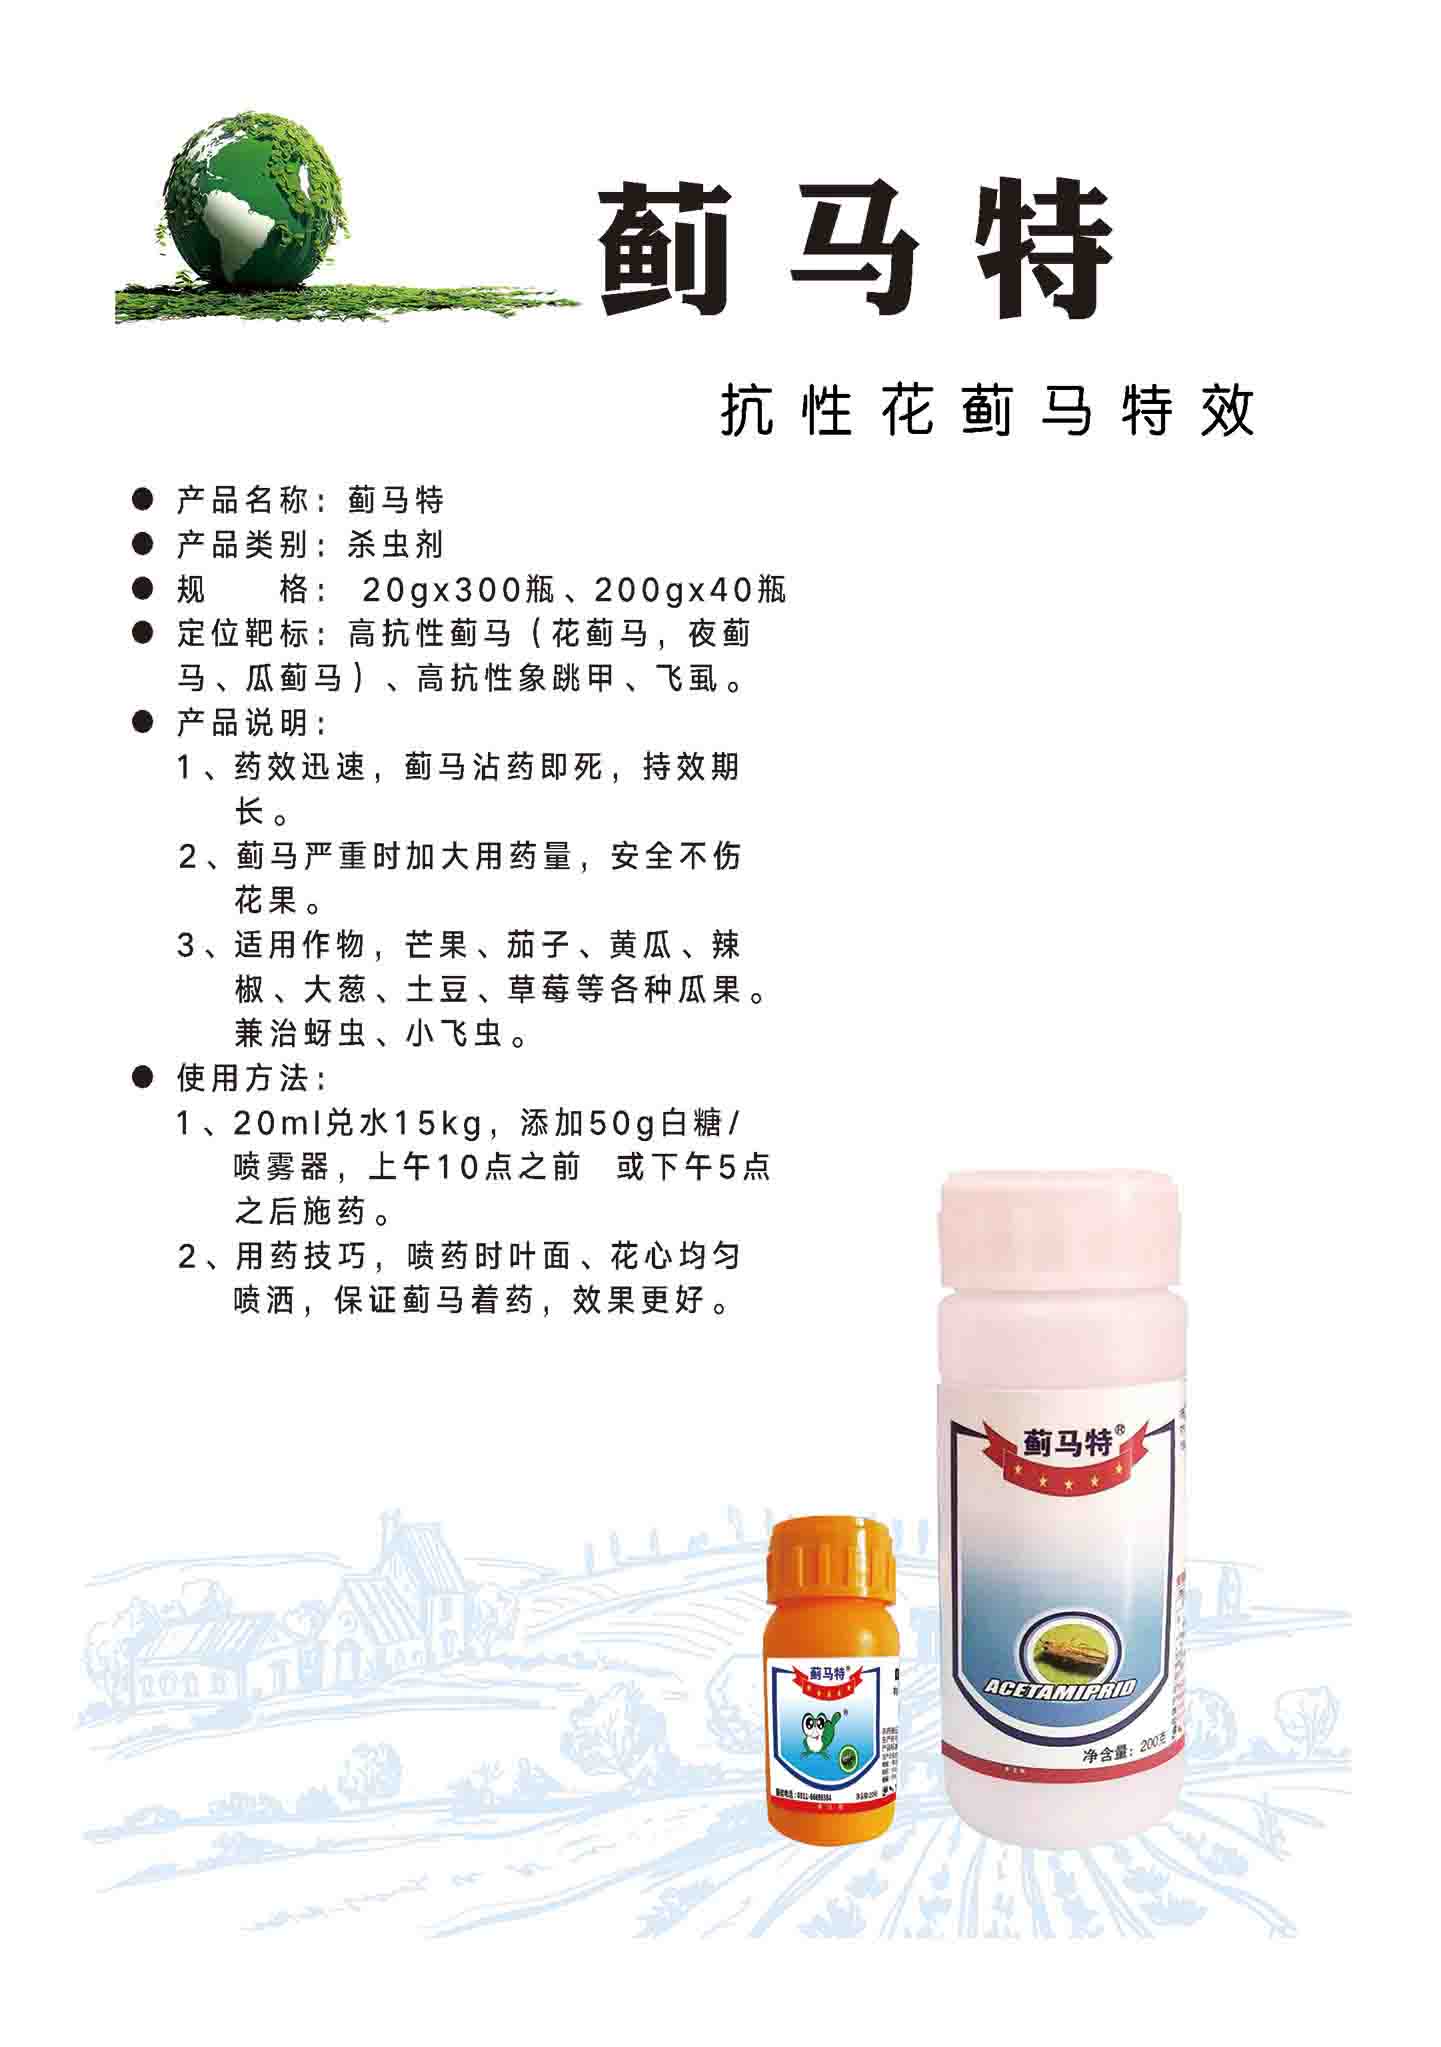 蓟马特
抗性花蓟马特效
● 产品名称：蓟马特
● 产品类别：杀虫剂
● 规　　格： 20gx300瓶、200gx40瓶
● 定位靶标：高抗性蓟马（花蓟马，夜蓟
马、瓜蓟马）、高抗性象跳甲、飞虱。
● 产品说明：
1、药效迅速，蓟马沾药即死，持效期
长。
2、蓟马严重时加大用药量，安全不伤
花果。
3、适用作物，芒果、茄子、黄瓜、辣
椒、大葱、土豆、草莓等各种瓜果。
兼治蚜虫、小飞虫。
● 使用方法：
1、20ml兑水15kg，添加50g白糖/
喷雾器，上午10点之前　或下午5点
之后施药。
2、用药技巧，喷药时叶面、花心均匀
喷洒，保证蓟马着药，效果更好。
蓟马特®
ACETAMIPRID
净含量：200克
蓟马特®